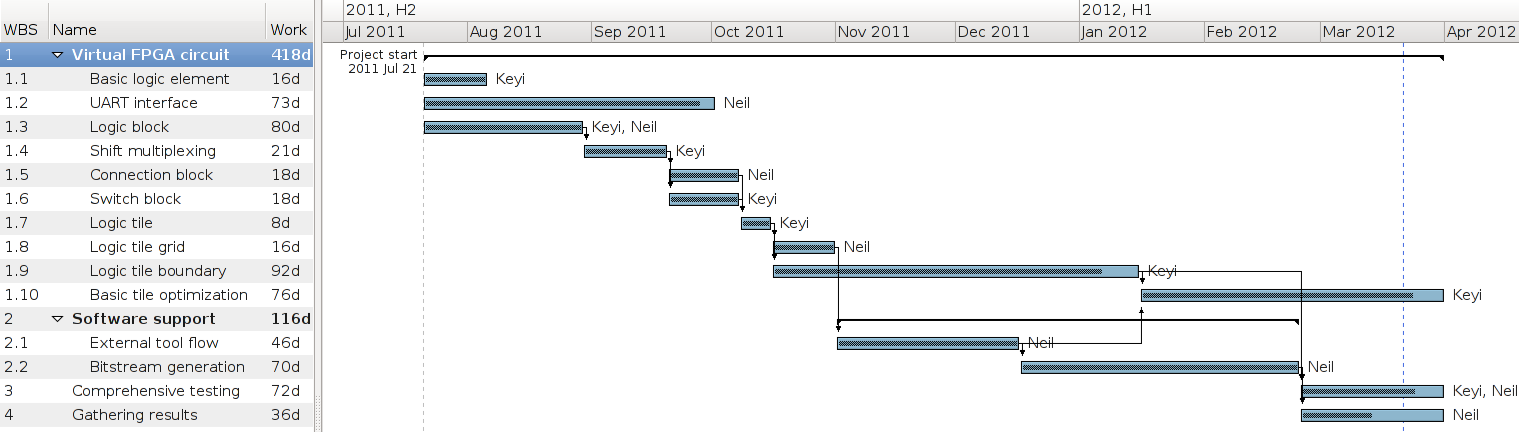 2011, H2 2012, H1
WBS Name Work Jul 2011 Aug 2011 Sep 2011 Oct 2011 Nov 2011 Dec 2011 Jan 2012 Feb 2012 Mar 2012 Apr 2012
1 Virtual FPGA circuit 418d Project start
2011 Jul 21
1.1 Basic logic element 16d Keyi
1.2 UART interface 73d Neil
1.3 Logic block 80d Keyi, Neil
1.4 Shift multiplexing 21d Keyi
1.5 Connection block 18d Neil
1.6 Switch block 18d Keyi
1.7 Logic tile 8d Keyi
1.8 Logic tile grid 16d Neil
1.9 Logic tile boundary 92d Keyi
1.10 Basic tile optimization 76d Keyi
2 Software support 116d
2.1 External tool flow 46d Neil
2.2 Bitstream generation 70d Neil
3 Comprehensive testing 72d Keyi, Neil
4 Gathering results 36d Neil